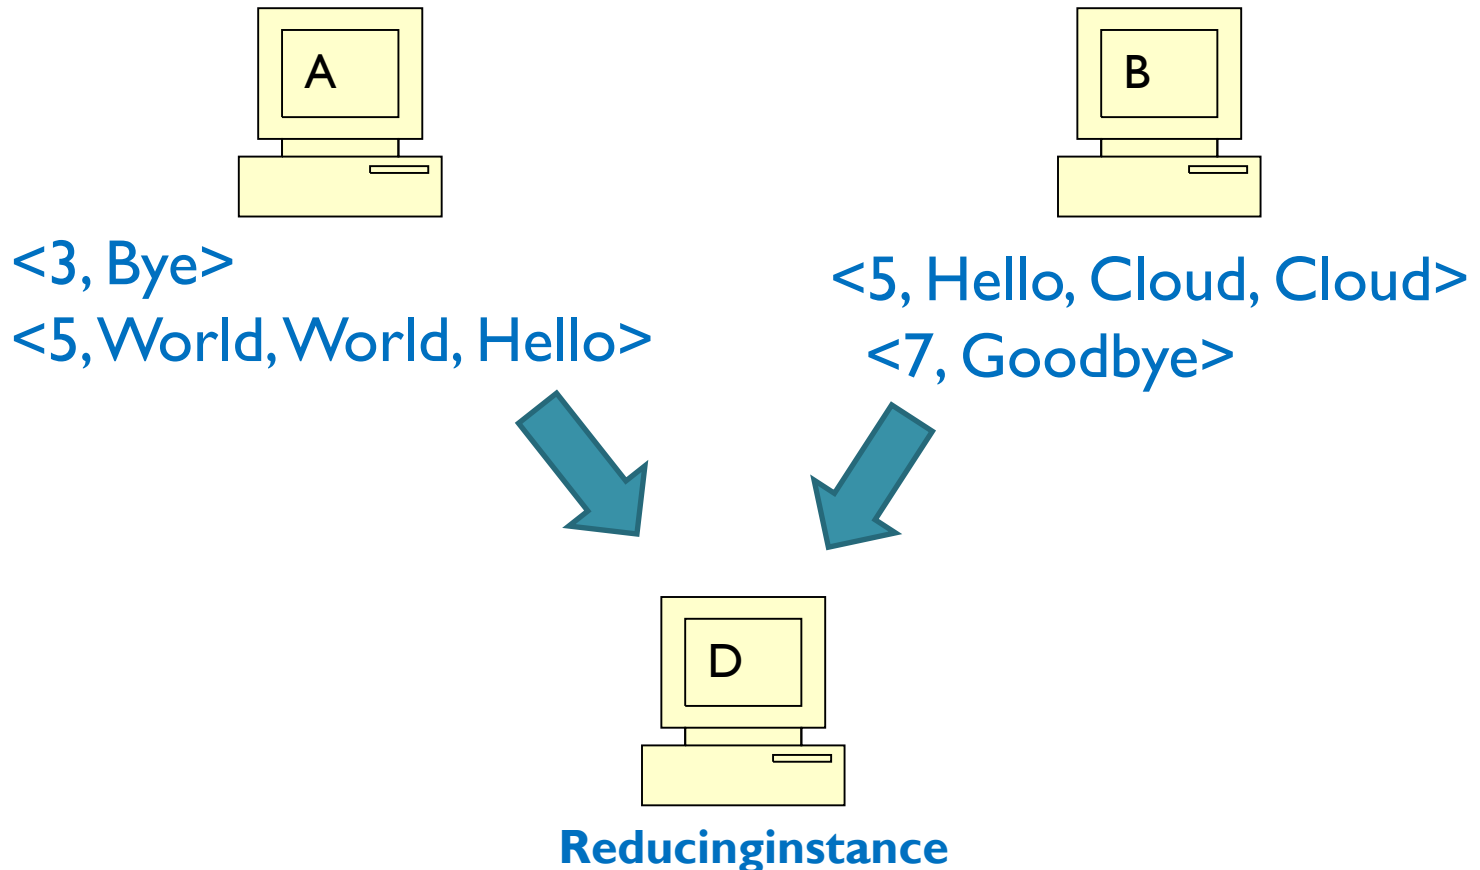 A
B
<3, Bye>
<5, World, World, Hello>
<5, Hello, Cloud, Cloud>
<7, Goodbye>
D
Reducinginstance